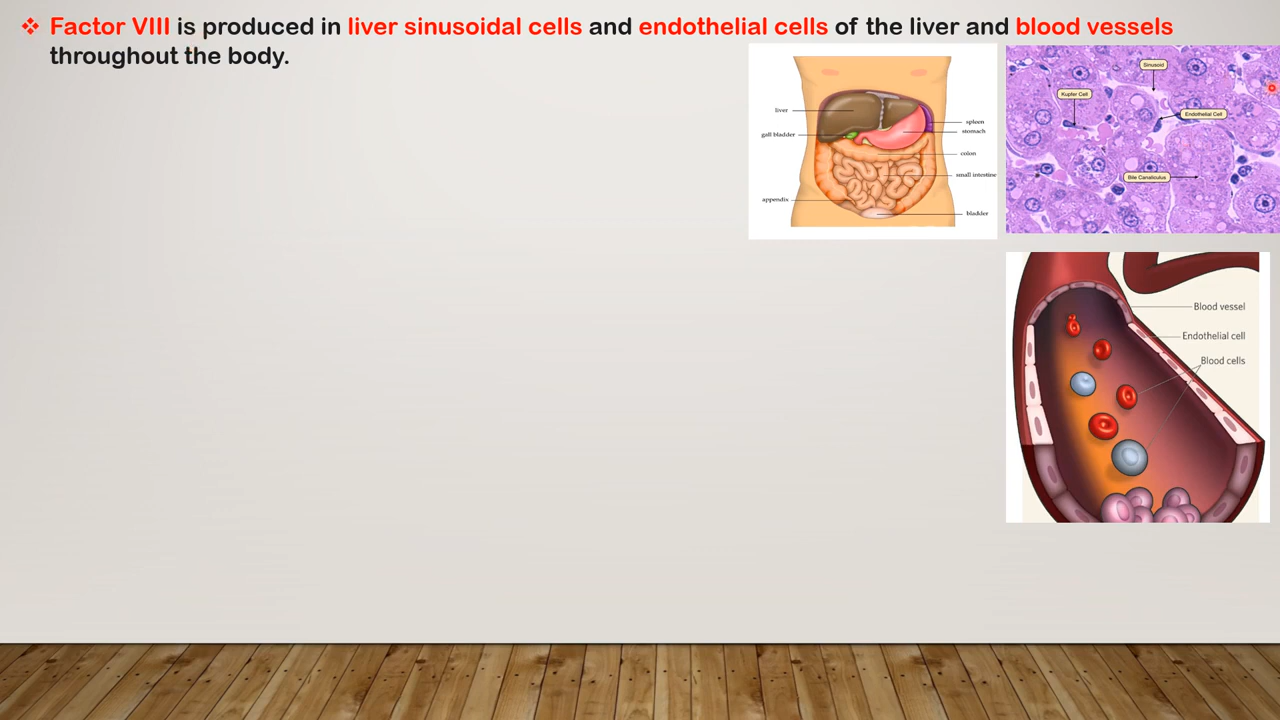 Factor VIII is produced in liver sinusoidal cells and endothelial cells of the liver and blood vessels
throughout the body.
liver
gall bladder
appendix
spleen
stomach
colon
small intestine
bladder
Sinusoid
Kupfer Cell
Endothelial Cell
Bile Canaliculus
Blood vessel
Endothelial cell
Blood cells